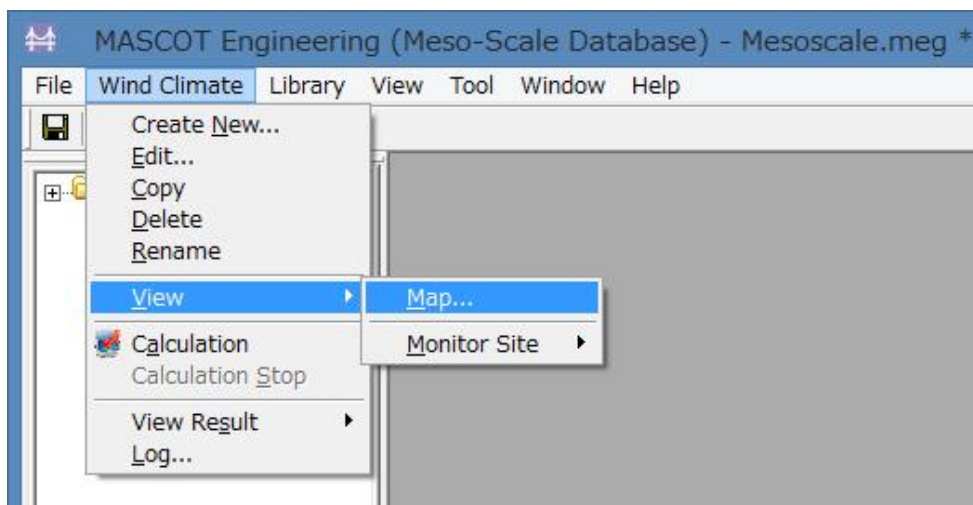 MASCOT Engineering (Meso-Scale Database) - Mesoscale.meg *
File Wind Climate Library View Tool Window Help
Create New...
Edit...
Copy
Delete
Rename
View Map...
Calculation Monitor Site
Calculation Stop
View Result
Log...